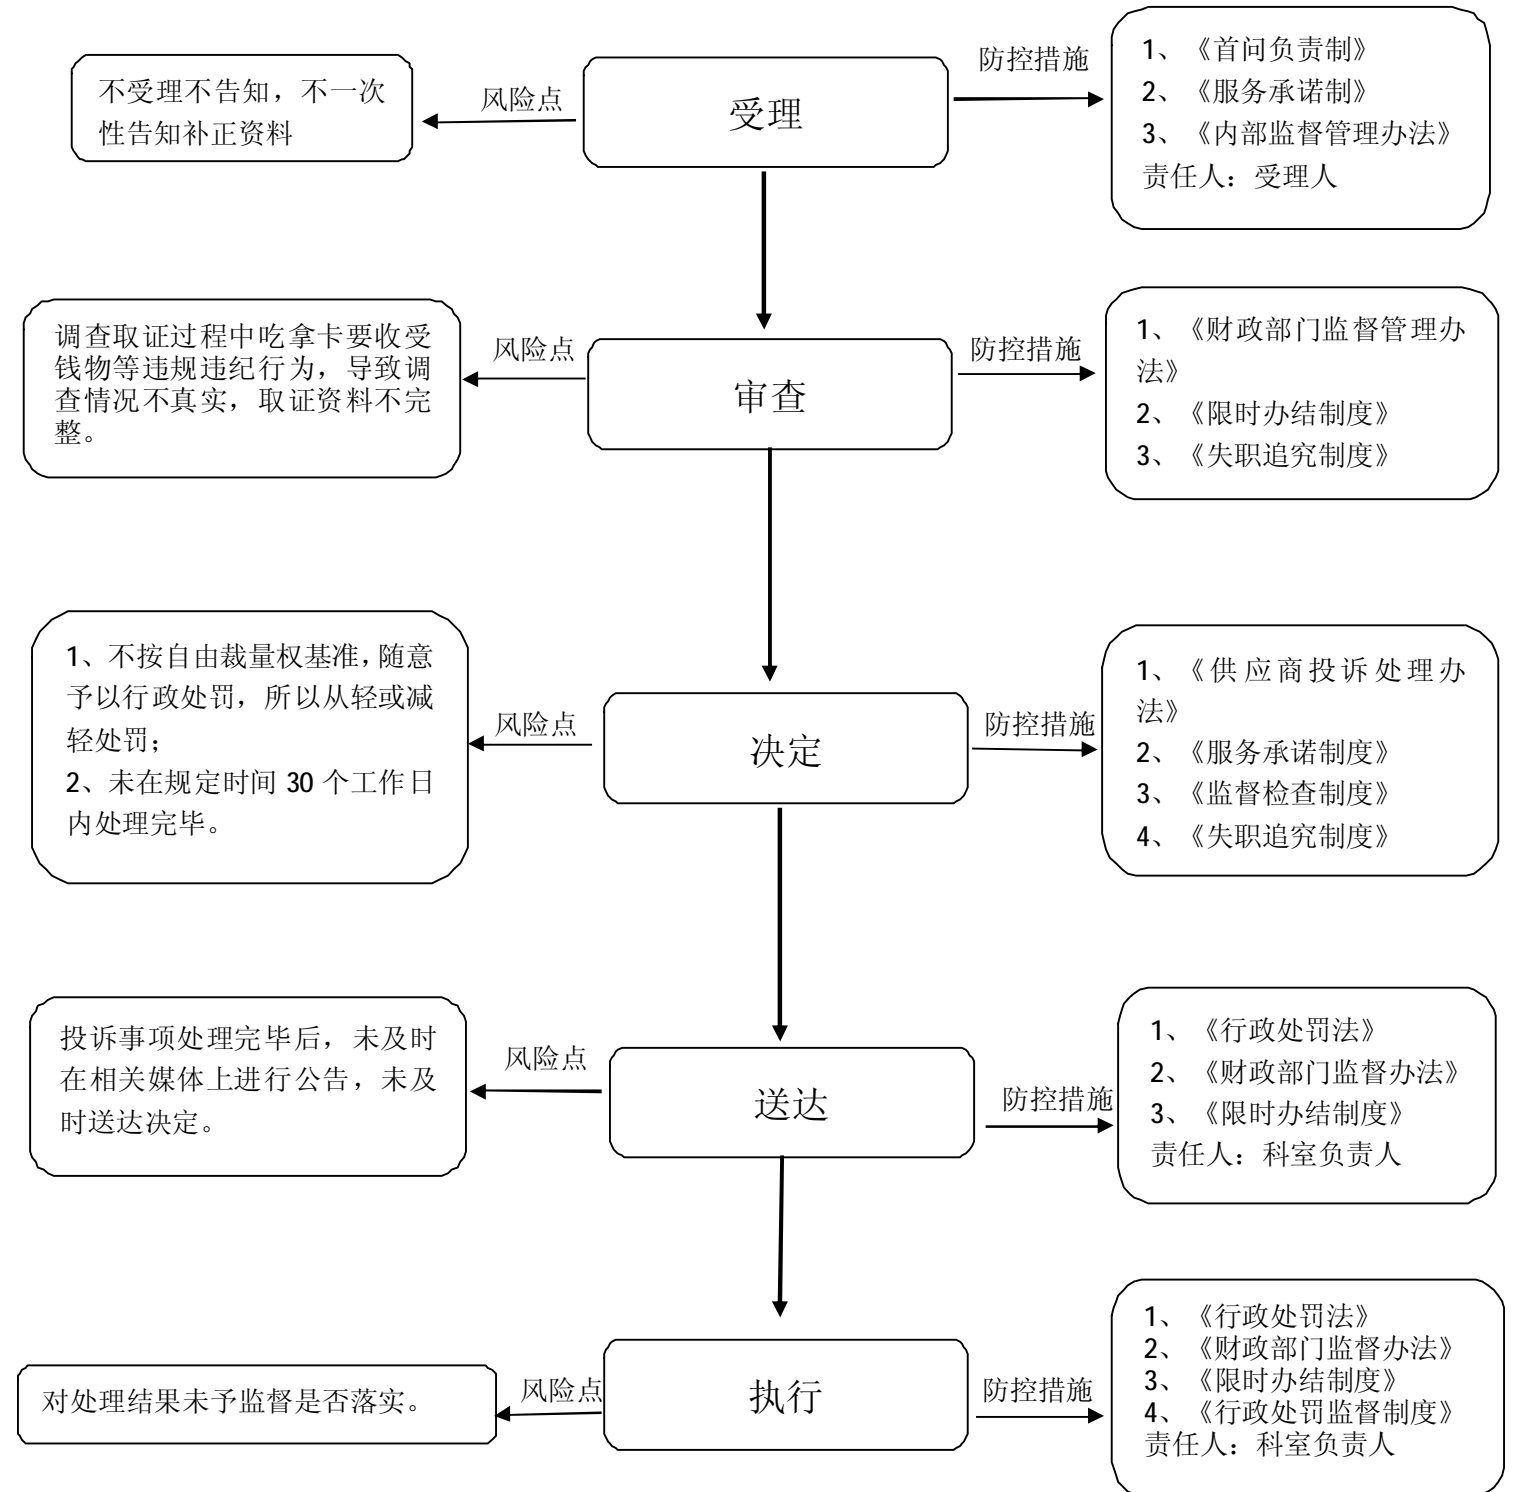 不受理不告知，不一次
性告知补正资料
风险点
受理
防控措施
1、《首问负责制》
2、《服务承诺制》
3、《内部监督管理办法》
责任人：受理人
调查取证过程中吃拿卡要收受
钱物等违规违纪行为，导致调
查情况不真实，取证资料不完
整。
风险点
审查
防控措施
1、《财政部门监督管理办
法》
2、《限时办结制度》
3、《失职追究制度》
1、不按自由裁量权基准，随意
予以行政处罚，所以从轻或减
轻处罚；
2、未在规定时间 30 个工作日
内处理完毕。
风险点
决定
防控措施
1、《供应商投诉处理办
法》
2、《服务承诺制度》
3、《监督检查制度》
4、《失职追究制度》
投诉事项处理完毕后，未及时
在相关媒体上进行公告，未及
时送达决定。
风险点
送达
防控措施
1、《行政处罚法》
2、《财政部门监督办法》
3、《限时办结制度》
责任人：科室负责人
对处理结果未予监督是否落实。
风险点
执行
防控措施
1、《行政处罚法》
2、《财政部门监督办法》
3、《限时办结制度》
4、《行政处罚监督制度》
责任人：科室负责人